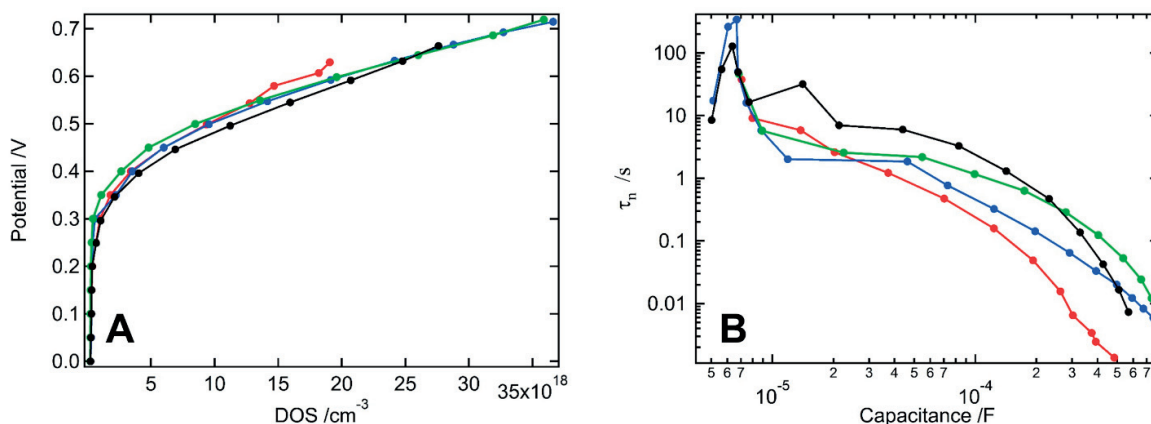 0.7
0.6
0.5
0.4
0.3
0.2
0.1
0.0
Potential /V
A
5
10
15
20
25
30
35x10¹⁸
DOS /cm⁻³
100
10
1
0.1
0.01
τₙ /s
B
5 6 7
10⁻⁵
2 3 4 5 6 7
10⁻⁴
2 3 4 5 6 7
Capacitance /F